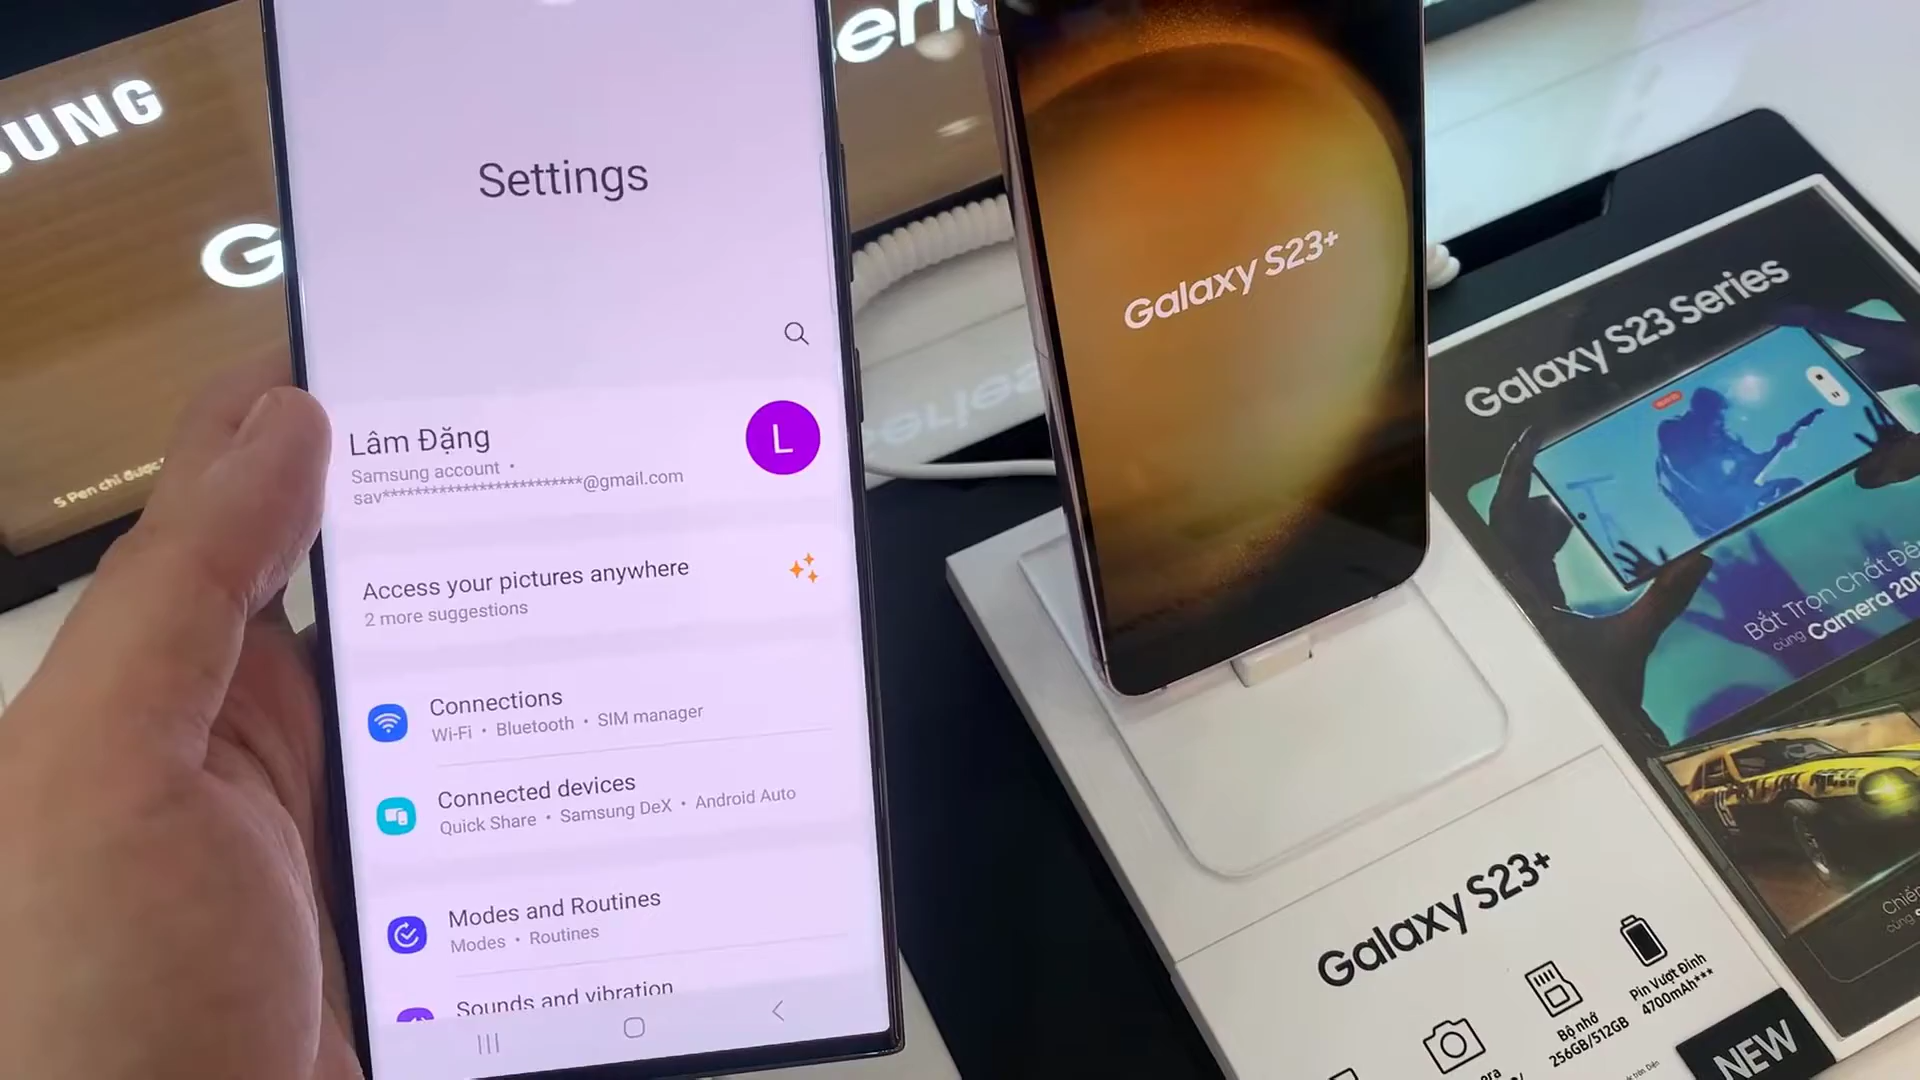 Settings
Lâm Đặng
Samsung account •
sav*************************@gmail.com
L
Access your pictures anywhere
2 more suggestions
Connections
Wi-Fi • Bluetooth • SIM manager
Connected devices
Quick Share • Samsung DeX • Android Auto
Modes and Routines
Modes • Routines
Sounds and vibration
SUNG
G
S Pen chỉ được
Galaxy S23+
Galaxy S23 Series
Bắt Trọn Chất Đê
cùng Camera 200
Galaxy S23+
Pin Vượt Đỉnh
4700mAh***
Bộ nhớ
256GB/512GB
NEW